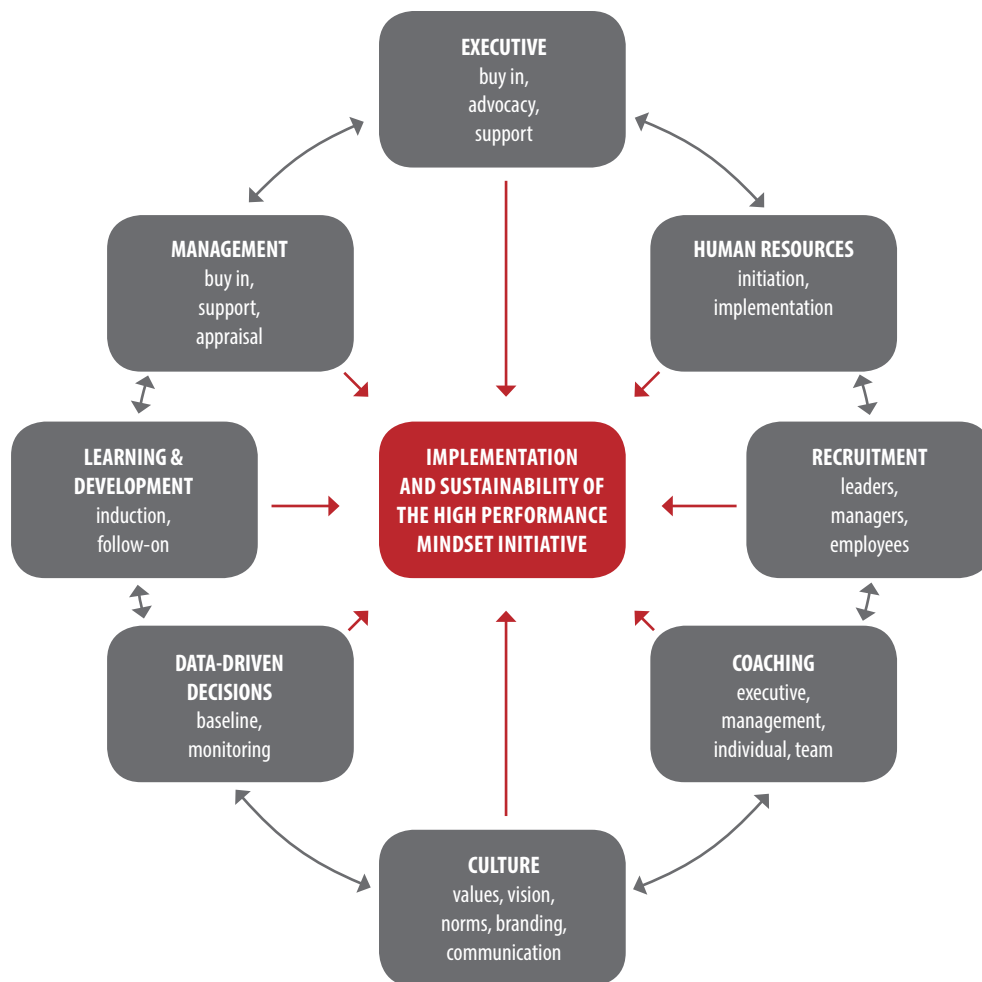 EXECUTIVE
buy in,
advocacy,
support
MANAGEMENT
buy in,
support,
appraisal
HUMAN RESOURCES
initiation,
implementation
LEARNING &
DEVELOPMENT
induction,
follow-on
IMPLEMENTATION
AND SUSTAINABILITY OF
THE HIGH PERFORMANCE
MINDSET INITIATIVE
RECRUITMENT
leaders,
managers,
employees
DATA-DRIVEN
DECISIONS
baseline,
monitoring
COACHING
executive,
management,
individual, team
CULTURE
values, vision,
norms, branding,
communication